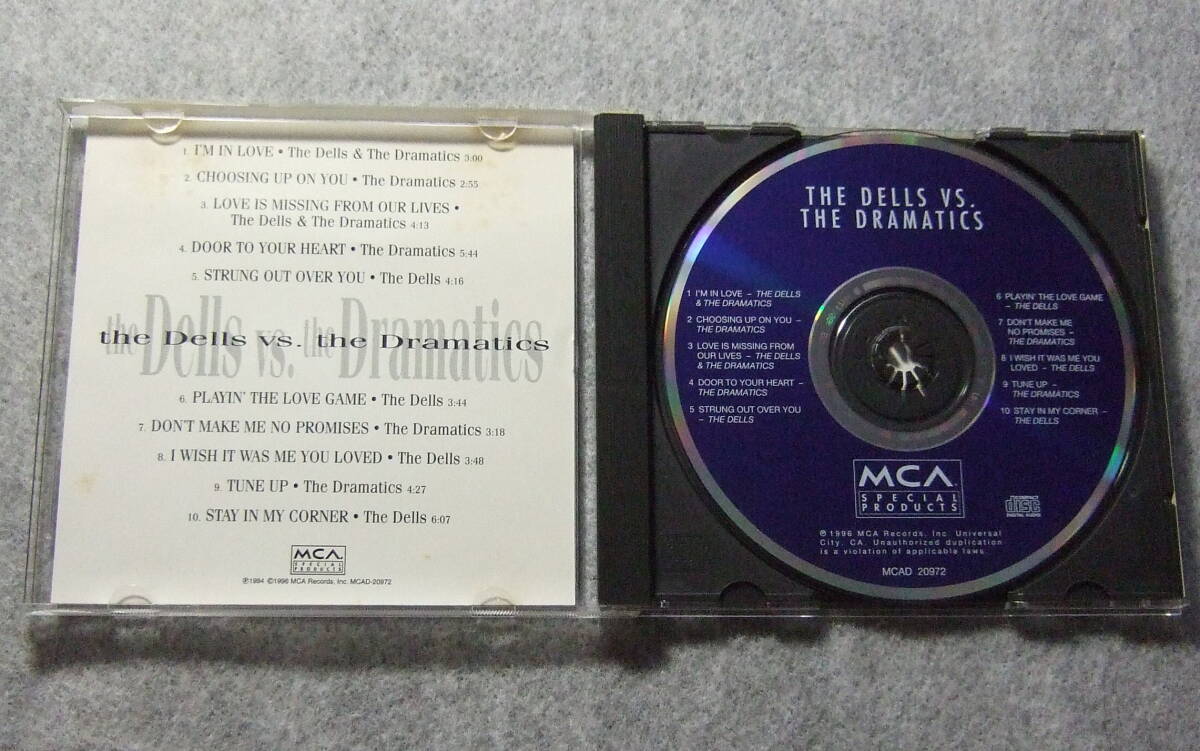 1. I'M IN LOVE • The Dells & The Dramatics 3:00
2. CHOOSING UP ON YOU • The Dramatics 2:55
3. LOVE IS MISSING FROM OUR LIVES •
The Dells & The Dramatics 4:13
4. DOOR TO YOUR HEART • The Dramatics 5:44
5. STRUNG OUT OVER YOU • The Dells 4:16
the Dells vs. the Dramatics
the Dells vs. the Dramatics
6. PLAYIN' THE LOVE GAME • The Dells 3:44
7. DON'T MAKE ME NO PROMISES • The Dramatics 3:18
8. I WISH IT WAS ME YOU LOVED • The Dells 3:48
9. TUNE UP • The Dramatics 4:27
10. STAY IN MY CORNER • The Dells 6:07
MCA
SPECIAL
PRODUCTS
℗1994 ©1996 MCA Records, Inc. MCAD-20972
THE DELLS VS.
THE DRAMATICS
1 I'M IN LOVE – THE DELLS
& THE DRAMATICS
2 CHOOSING UP ON YOU –
THE DRAMATICS
3 LOVE IS MISSING FROM
OUR LIVES – THE DELLS
& THE DRAMATICS
4 DOOR TO YOUR HEART –
THE DRAMATICS
5 STRUNG OUT OVER YOU
– THE DELLS
6 PLAYIN' THE LOVE GAME
– THE DELLS
7 DON'T MAKE ME
NO PROMISES –
THE DRAMATICS
8 I WISH IT WAS ME YOU
LOVED – THE DELLS
9 TUNE UP –
THE DRAMATICS
10 STAY IN MY CORNER –
THE DELLS
MCA
SPECIAL
PRODUCTS
COMPACT
disc
DIGITAL AUDIO
℗ 1996 MCA Records, Inc. Universal
City, CA. Unauthorized duplication
is a violation of applicable laws.
MCAD 20972